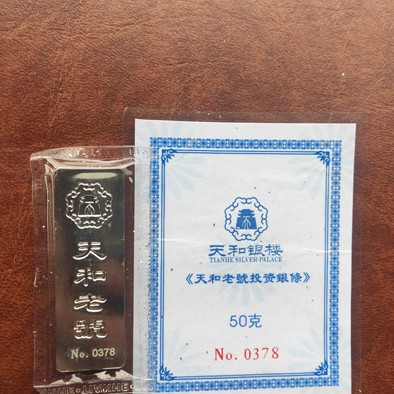 天
和
老
號
No. 0378
天和银楼
TIANHE SILVER PALACE
《天和老號投资銀條》
50克
No. 0378